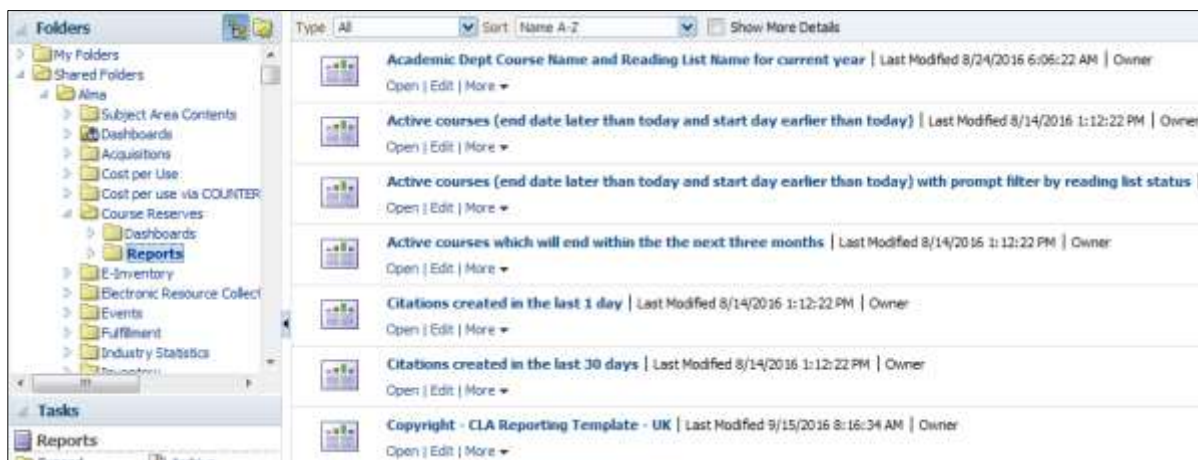 Folders
My Folders
Shared Folders
Alma
Subject Area Contents
Dashboards
Acquisitions
Cost per Use
Cost per use via COUNTER
Course Reserves
Dashboards
Reports
E-Inventory
Electronic Resource Collect
Events
Fulfillment
Industry Statistics
Tasks
Reports
Type All Sort Name A-Z Show More Details
Academic Dept Course Name and Reading List Name for current year | Last Modified 8/24/2016 6:06:22 AM | Owner
Open | Edit | More
Active courses (end date later than today and start day earlier than today) | Last Modified 8/14/2016 1:12:22 PM | Owner
Open | Edit | More
Active courses (end date later than today and start day earlier than today) with prompt filter by reading list status |
Open | Edit | More
Active courses which will end within the the next three months | Last Modified 8/14/2016 1:12:22 PM | Owner
Open | Edit | More
Citations created in the last 1 day | Last Modified 8/14/2016 1:12:22 PM | Owner
Open | Edit | More
Citations created in the last 30 days | Last Modified 8/14/2016 1:12:22 PM | Owner
Open | Edit | More
Copyright - CLA Reporting Template - UK | Last Modified 9/15/2016 8:16:34 AM | Owner
Open | Edit | More